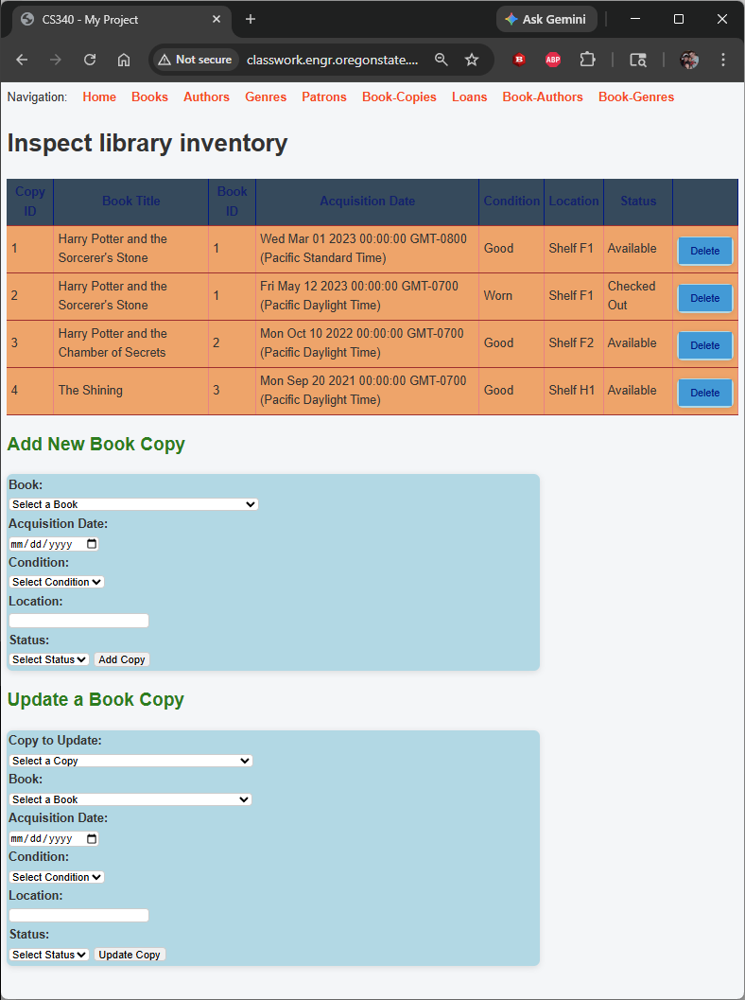 CS340 - My Project
Ask Gemini
Not secure classwork.engr.oregonstate....
ABP
Navigation: Home Books Authors Genres Patrons Book-Copies Loans Book-Authors Book-Genres
Inspect library inventory
Copy ID Book Title Book ID Acquisition Date Condition Location Status
1 Harry Potter and the Sorcerer's Stone 1 Wed Mar 01 2023 00:00:00 GMT-0800 (Pacific Standard Time) Good Shelf F1 Available Delete
2 Harry Potter and the Sorcerer's Stone 1 Fri May 12 2023 00:00:00 GMT-0700 (Pacific Daylight Time) Worn Shelf F1 Checked Out Delete
3 Harry Potter and the Chamber of Secrets 2 Mon Oct 10 2022 00:00:00 GMT-0700 (Pacific Daylight Time) Good Shelf F2 Available Delete
4 The Shining 3 Mon Sep 20 2021 00:00:00 GMT-0700 (Pacific Daylight Time) Good Shelf H1 Available Delete
Add New Book Copy
Book:
Select a Book
Acquisition Date:
mm/dd/yyyy
Condition:
Select Condition
Location:
Status:
Select Status Add Copy
Update a Book Copy
Copy to Update:
Select a Copy
Book:
Select a Book
Acquisition Date:
mm/dd/yyyy
Condition:
Select Condition
Location:
Status:
Select Status Update Copy